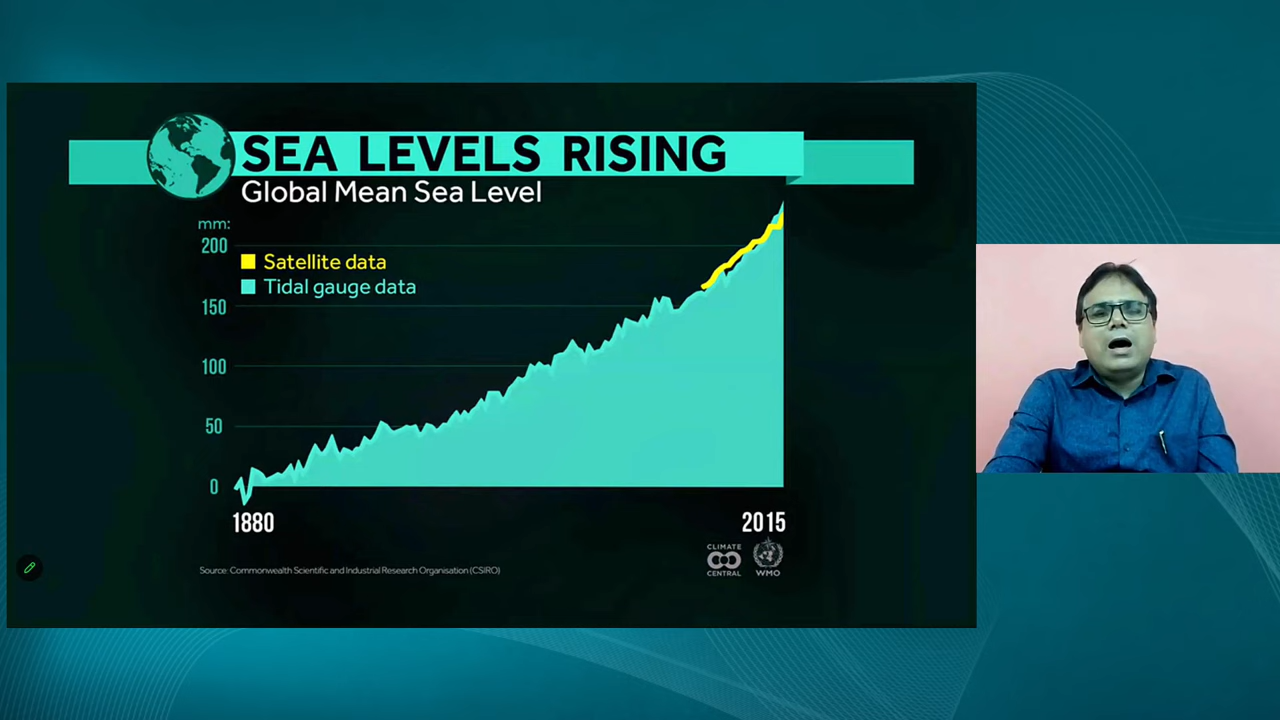 SEA LEVELS RISING
Global Mean Sea Level
mm:
200
Satellite data
Tidal gauge data
150
100
50
0
1880
2015
CLIMATE
CENTRAL
WMO
Source: Commonwealth Scientific and Industrial Research Organisation (CSIRO)